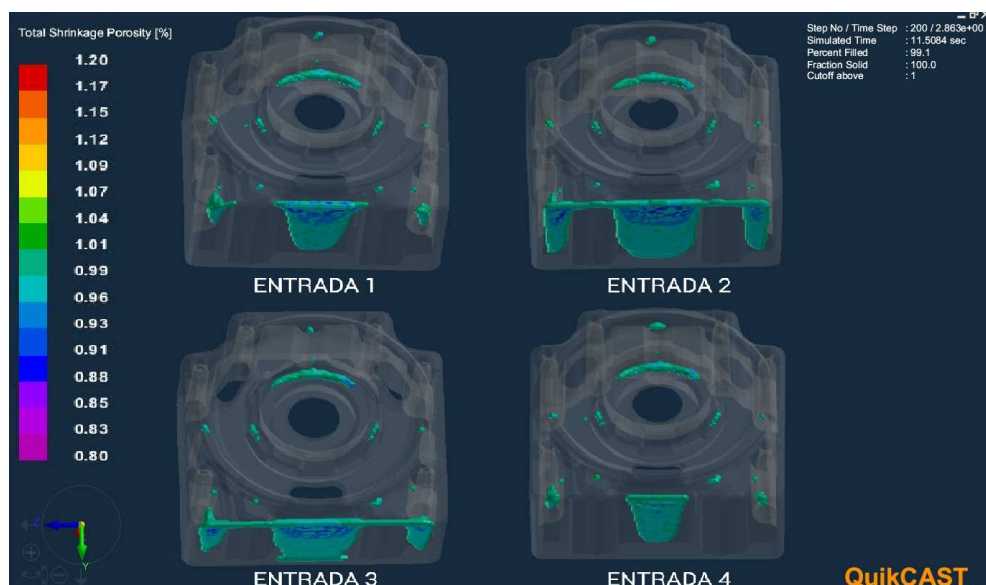 Total Shrinkage Porosity [%]
1.20
1.17
1.15
1.12
1.09
1.07
1.04
1.01
0.99
0.96
0.93
0.91
0.88
0.85
0.83
0.80
Step No / Time Step : 200 / 2.863e+00
Simulated Time : 11.5084 sec
Percent Filled : 99.1
Fraction Solid : 100.0
Cutoff above : 1
ENTRADA 1
ENTRADA 2
ENTRADA 3
ENTRADA 4
Z
Y
QuikCAST